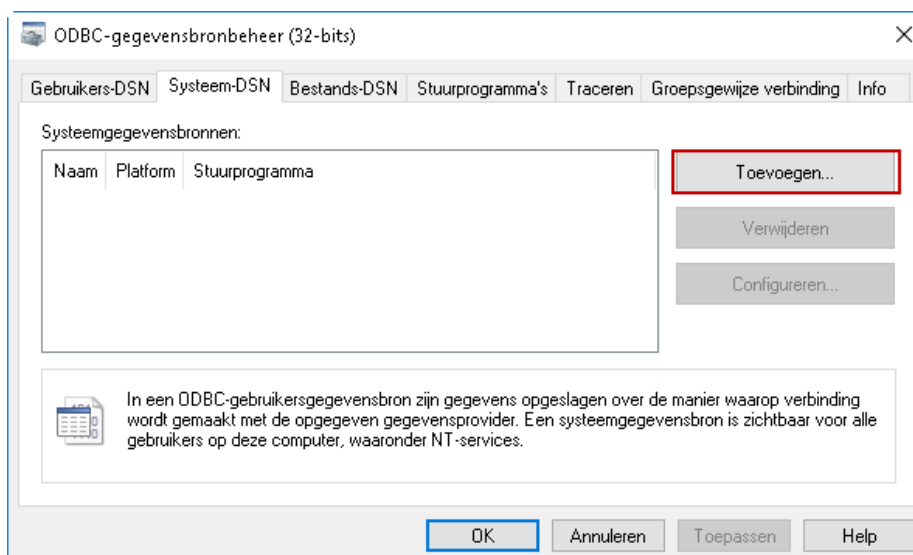 ODBC-gegevensbronbeheer (32-bits)
Gebruikers-DSN Systeem-DSN Bestands-DSN Stuurprogramma's Traceren Groepsgewijze verbinding Info
Systeemgegevensbronnen:
Naam Platform Stuurprogramma
Toevoegen...
Verwijderen
Configureren...
In een ODBC-gebruikersgegevensbron zijn gegevens opgeslagen over de manier waarop verbinding
wordt gemaakt met de opgegeven gegevensprovider. Een systeemgegevensbron is zichtbaar voor alle
gebruikers op deze computer, waaronder NT-services.
OK Annuleren Toepassen Help